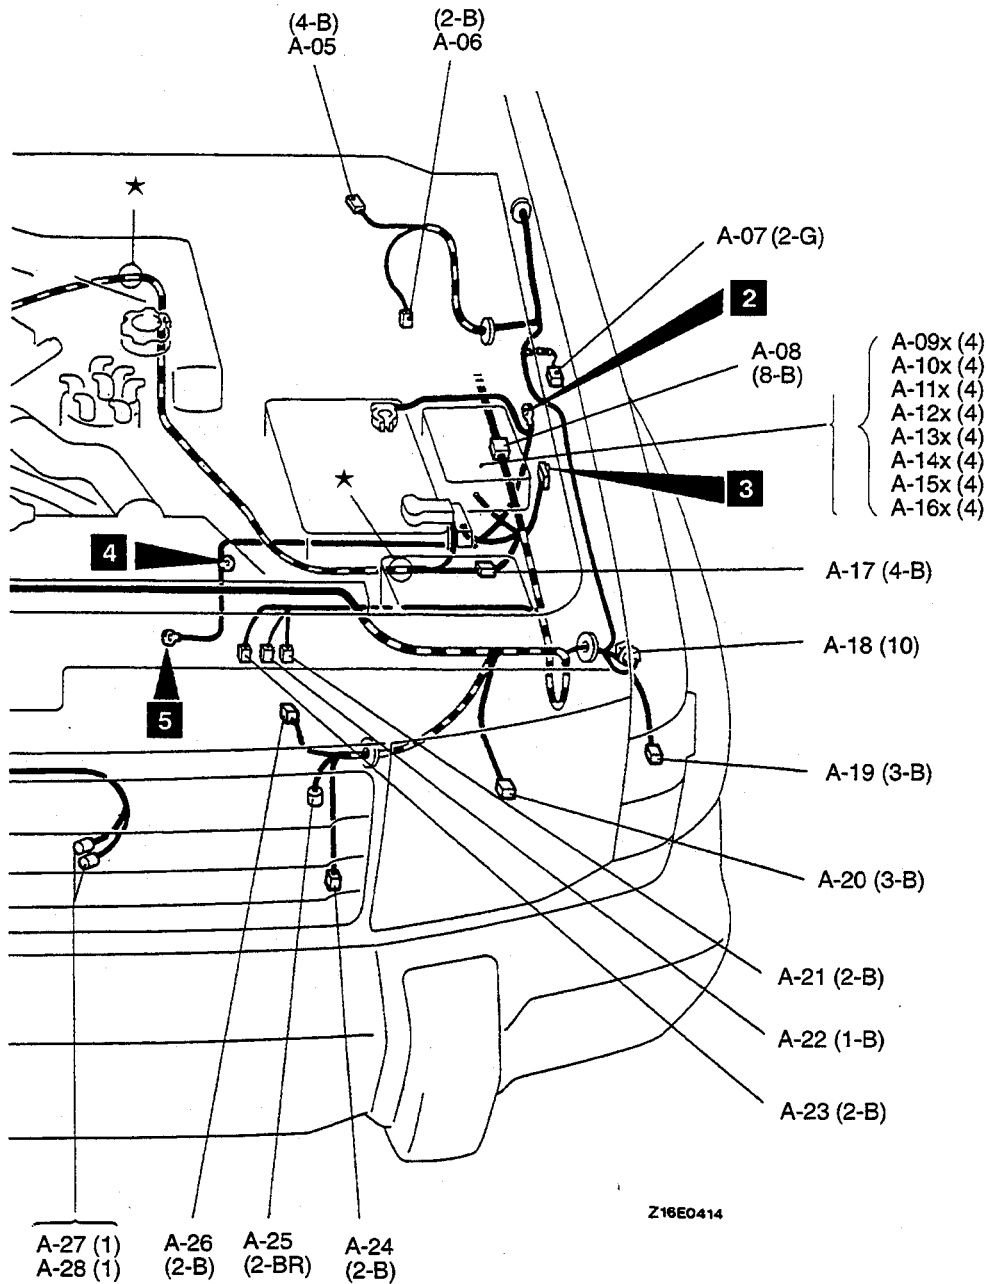 (4-B)
A-05
(2-B)
A-06
A-07 (2-G)
2
A-08
(8-B)
A-09x (4)
A-10x (4)
A-11x (4)
A-12x (4)
A-13x (4)
A-14x (4)
A-15x (4)
A-16x (4)
3
4
A-17 (4-B)
A-18 (10)
5
A-19 (3-B)
A-20 (3-B)
A-21 (2-B)
A-22 (1-B)
A-23 (2-B)
Z16E0414
A-27 (1)
A-28 (1)
A-26
(2-B)
A-25
(2-BR)
A-24
(2-B)